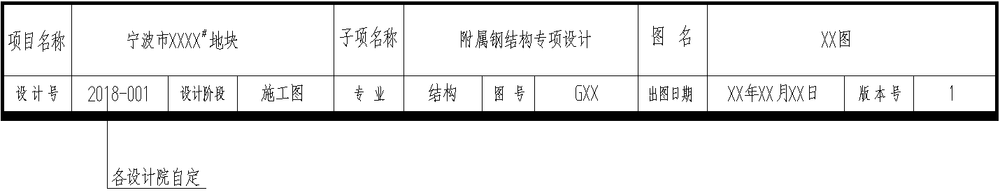 项目名称 宁波市XXXX#地块 子项名称 附属钢结构专项设计 图 名 XX图
设计号 2018-001 设计阶段 施工图 专 业 结构 图 号 GXX 出图日期 XX年XX月XX日 版本号 1
各设计院自定